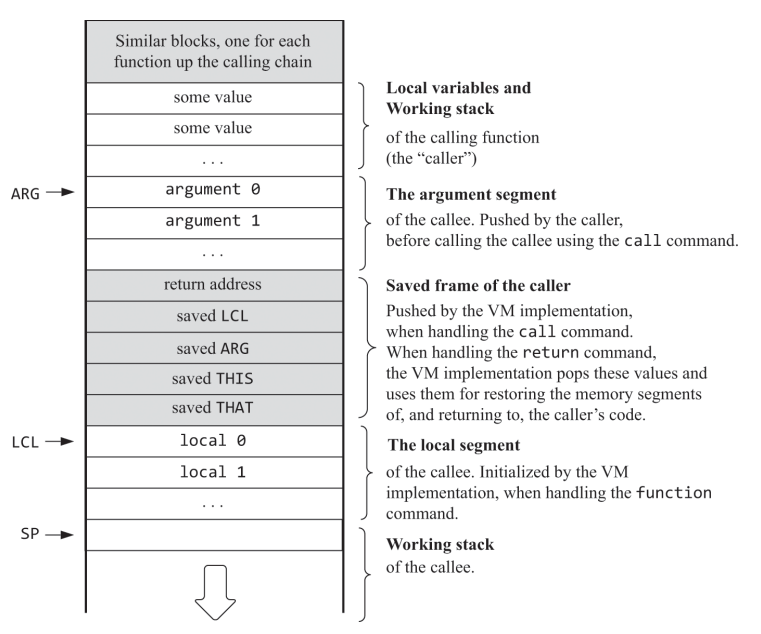 Similar blocks, one for each
function up the calling chain
some value
some value
...
Local variables and
Working stack
of the calling function
(the “caller”)
ARG
argument 0
argument 1
...
The argument segment
of the callee. Pushed by the caller,
before calling the callee using the call command.
return address
saved LCL
saved ARG
saved THIS
saved THAT
Saved frame of the caller
Pushed by the VM implementation,
when handling the call command.
When handling the return command,
the VM implementation pops these values and
uses them for restoring the memory segments
of, and returning to, the caller’s code.
LCL
local 0
local 1
...
The local segment
of the callee. Initialized by the VM
implementation, when handling the function
command.
SP
Working stack
of the callee.